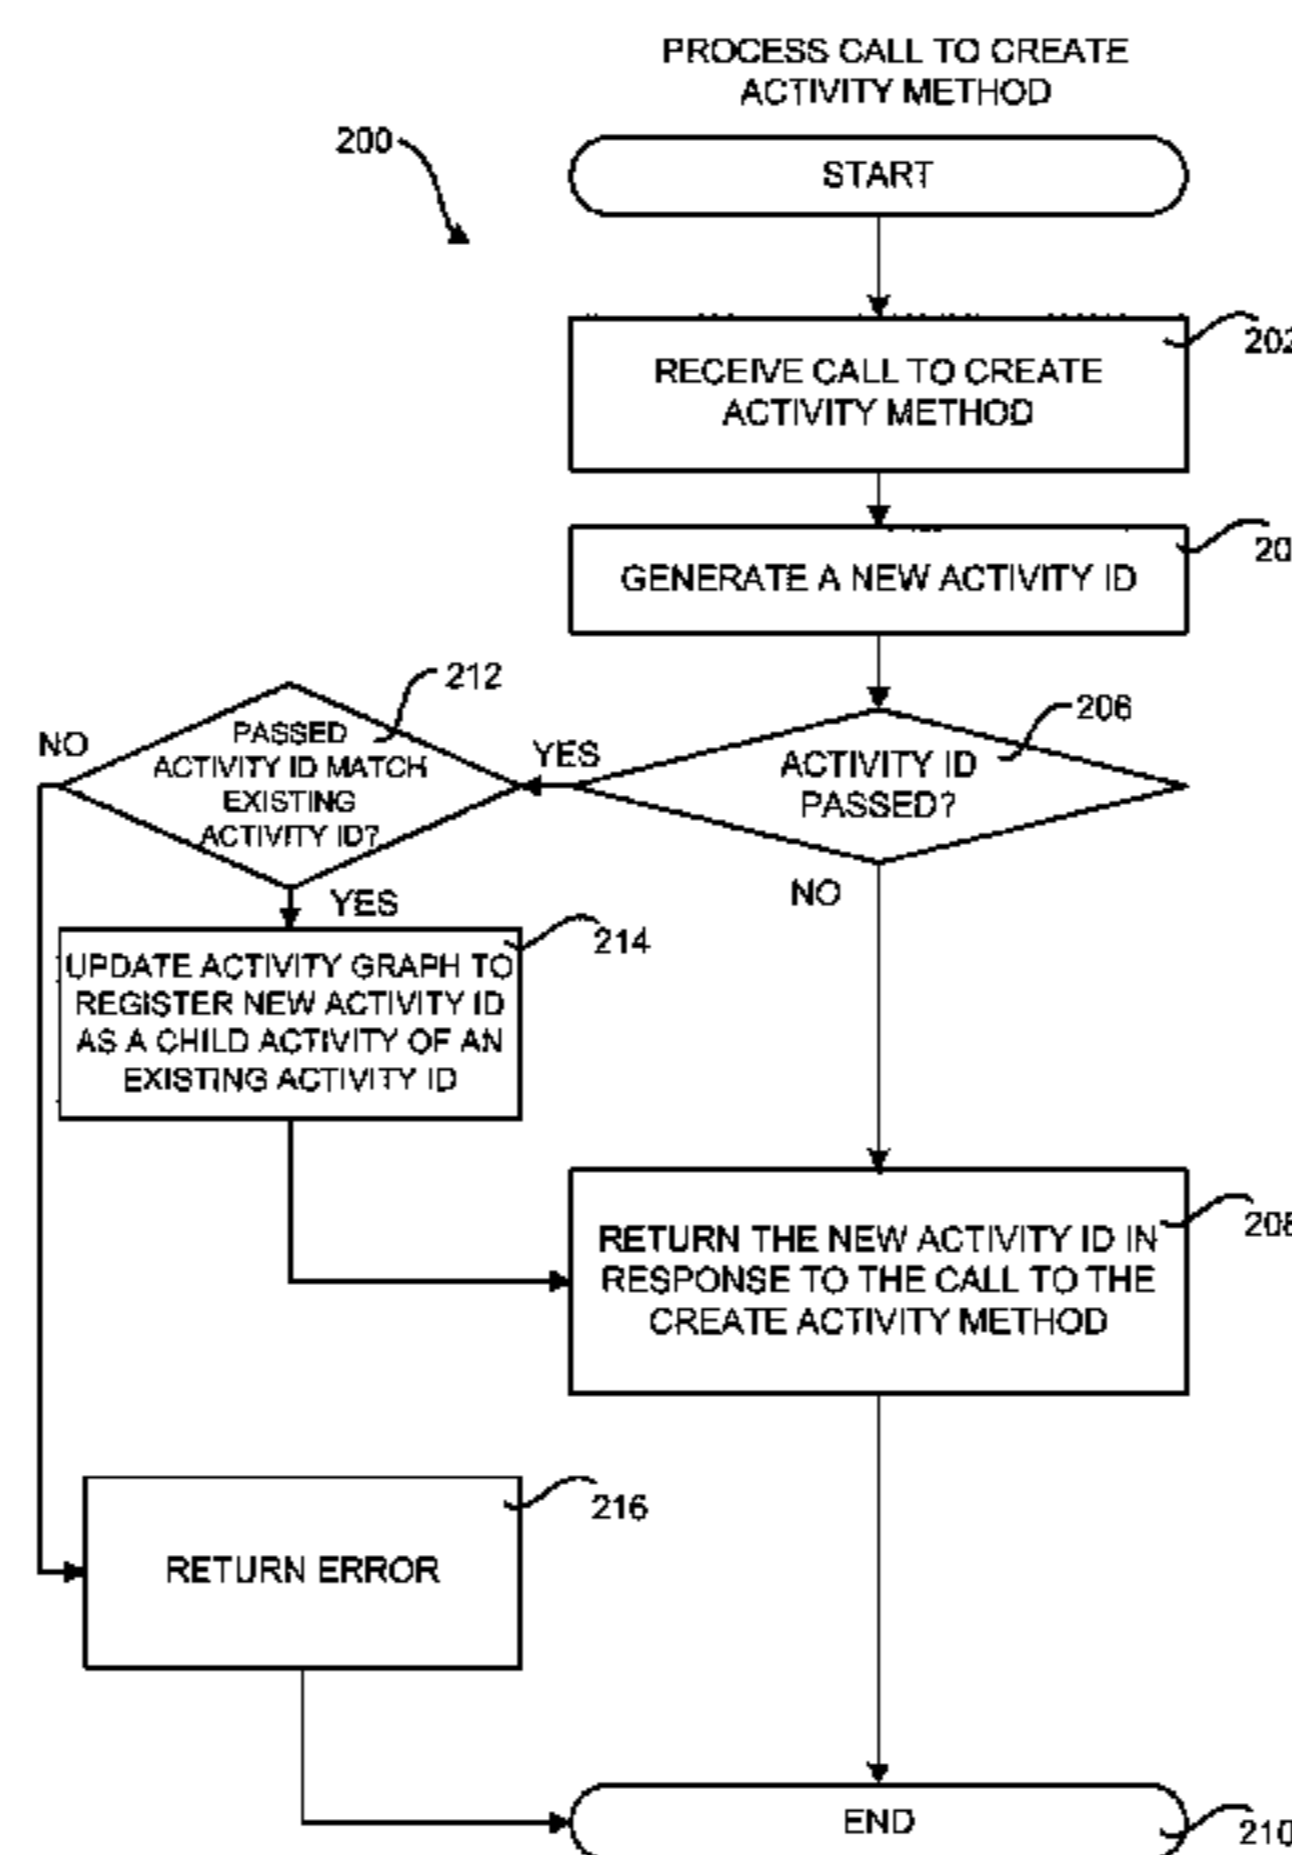 PROCESS CALL TO CREATE
ACTIVITY METHOD
200
START
202
RECEIVE CALL TO CREATE
ACTIVITY METHOD
GENERATE A NEW ACTIVITY ID
212
206
NO
PASSED
ACTIVITY ID MATCH
EXISTING
ACTIVITY ID?
YES
ACTIVITY ID
PASSED?
NO
YES
214
UPDATE ACTIVITY GRAPH TO
REGISTER NEW ACTIVITY ID
AS A CHILD ACTIVITY OF AN
EXISTING ACTIVITY ID
208
RETURN THE NEW ACTIVITY ID IN
RESPONSE TO THE CALL TO THE
CREATE ACTIVITY METHOD
216
RETURN ERROR
END
210